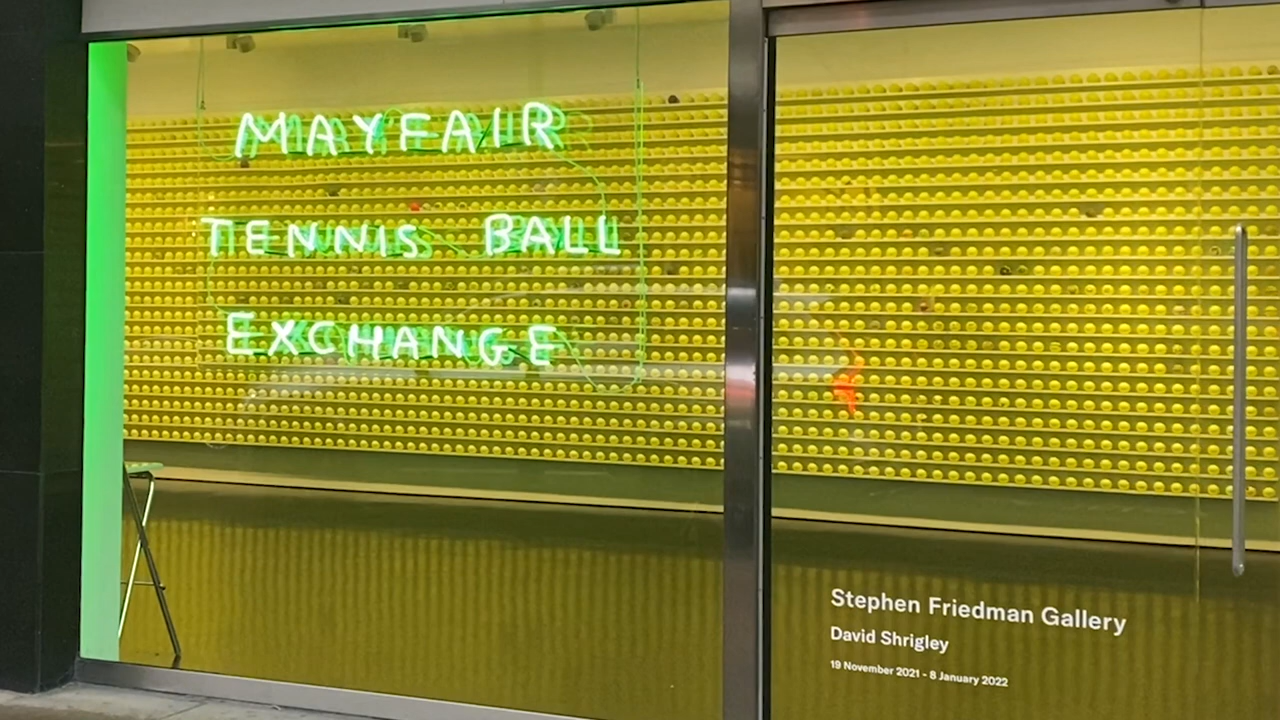 MAYFAIR
TENNIS BALL
EXCHANGE
Stephen Friedman Gallery
David Shrigley
19 November 2021 - 8 January 2022